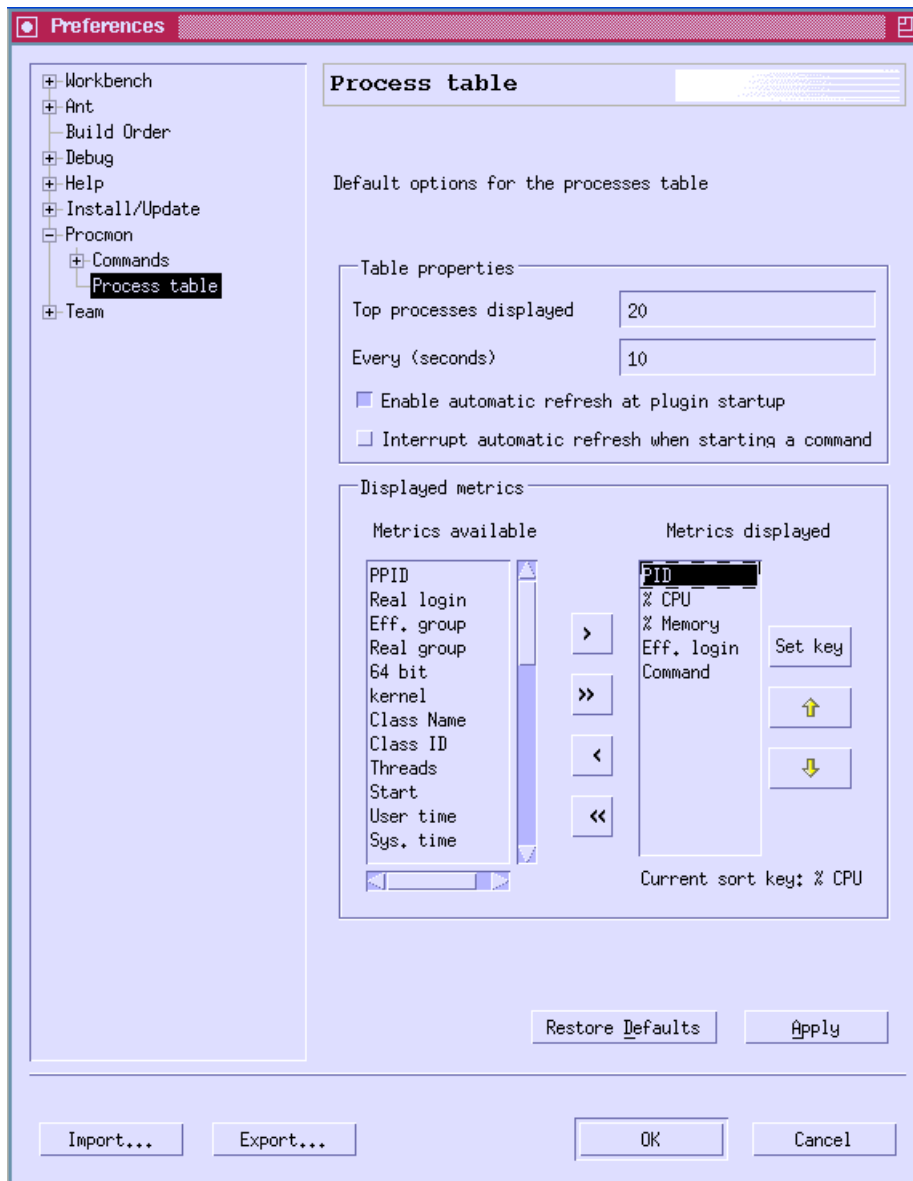 Preferences
Workbench
Ant
Build Order
Debug
Help
Install/Update
Procmon
Commands
Process table
Team
Process table
Default options for the processes table
Table properties
Top processes displayed 20
Every (seconds) 10
Enable automatic refresh at plugin startup
Interrupt automatic refresh when starting a command
Displayed metrics
Metrics available
PPID
Real login
Eff. group
Real group
64 bit
kernel
Class Name
Class ID
Threads
Start
User time
Sys. time
>
>>
<
<<
Metrics displayed
PID
% CPU
% Memory
Eff. login
Command
Set key
Current sort key: % CPU
Restore Defaults Apply
Import... Export... OK Cancel